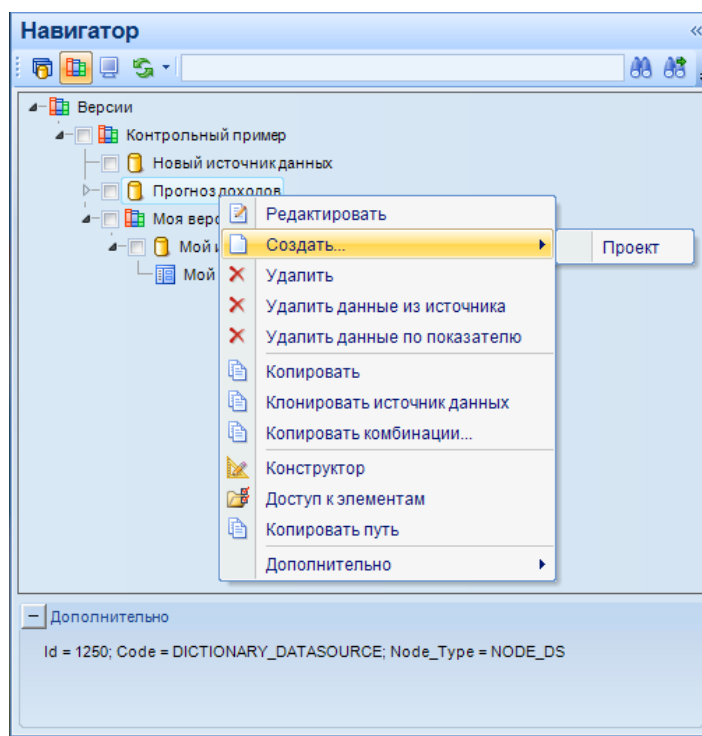 Навигатор
Версии
Контрольный пример
Новый источник данных
Прогноз доходов
Моя верс
Мой и
Мой
Редактировать
Создать...
Проект
Удалить
Удалить данные из источника
Удалить данные по показателю
Копировать
Клонировать источник данных
Копировать комбинации...
Конструктор
Доступ к элементам
Копировать путь
Дополнительно
Дополнительно
Id = 1250; Code = DICTIONARY_DATASOURCE; Node_Type = NODE_DS